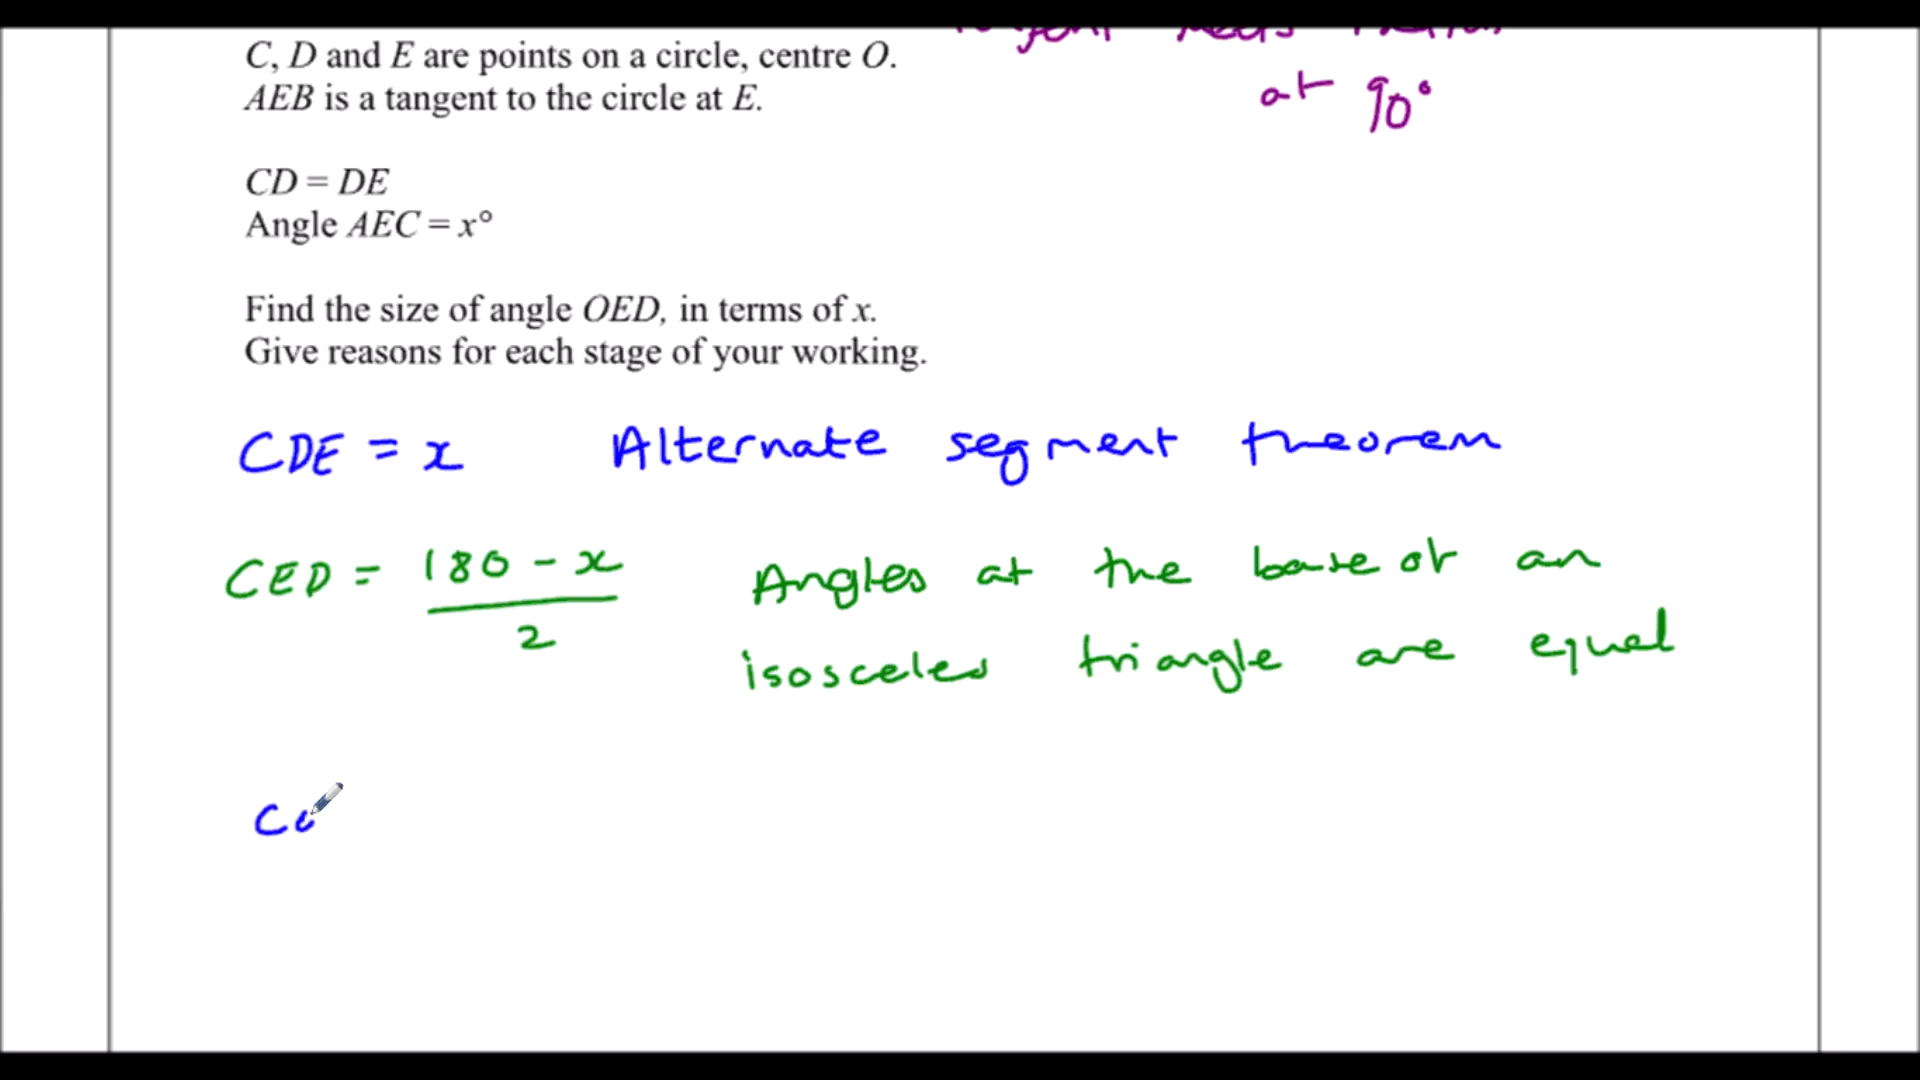 meets
C, D and E are points on a circle, centre O.
at 90°
AEB is a tangent to the circle at E.
CD = DE
Angle AEC = x°
Find the size of angle OED, in terms of x.
Give reasons for each stage of your working.
CDE = x Alternate segment theorem
CED = 180 - x / 2 Angles at the base of an
isosceles triangle are equal
CO